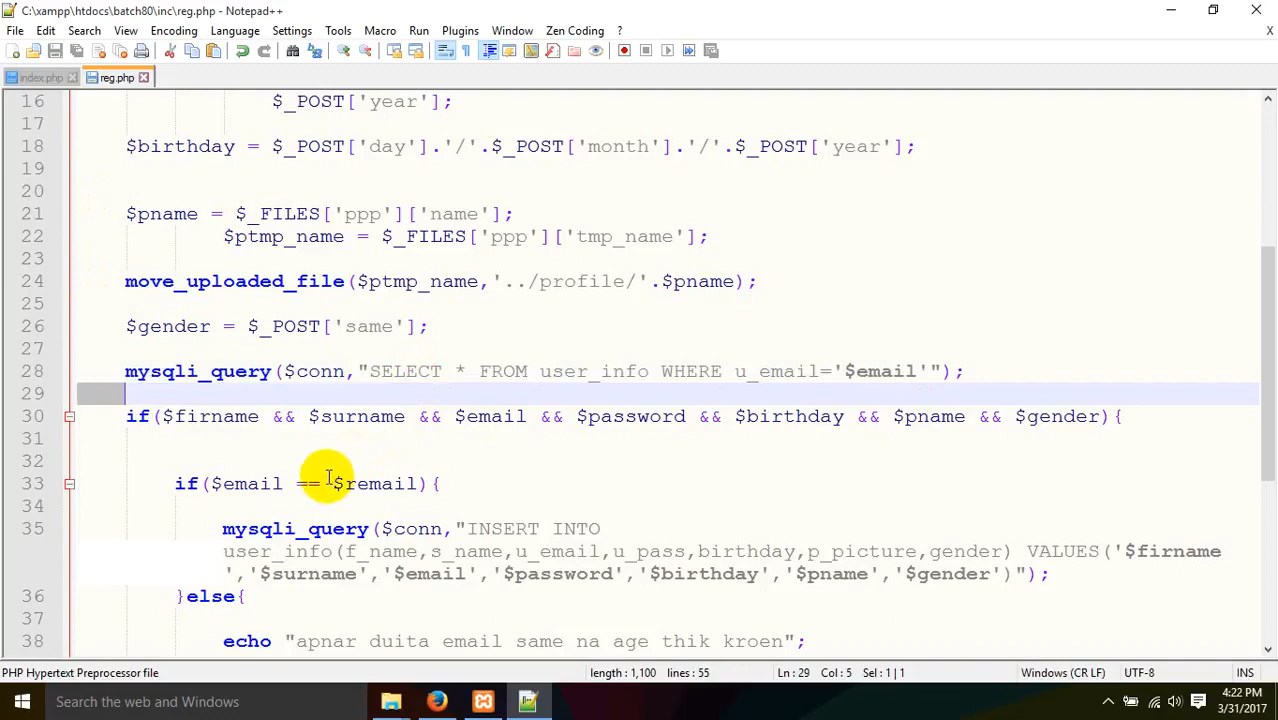 C:\xampp\htdocs\batch80\inc\reg.php - Notepad++
File Edit Search View Encoding Language Settings Tools Macro Run Plugins Window Zen Coding ? X
index.php reg.php
16 $_POST['year'];
17
18 $birthday = $_POST['day'].'/'.$_POST['month'].'/'.$_POST['year'];
19
20
21 $pname = $_FILES['ppp']['name'];
22 $ptmp_name = $_FILES['ppp']['tmp_name'];
23
24 move_uploaded_file($ptmp_name,'../profile/'.$pname);
25
26 $gender = $_POST['same'];
27
28 mysqli_query($conn,"SELECT * FROM user_info WHERE u_email='$email'");
29
30 if($firname && $surname && $email && $password && $birthday && $pname && $gender){
31
32
33 if($email == $remail){
34
35 mysqli_query($conn,"INSERT INTO
user_info(f_name,s_name,u_email,u_pass,birthday,p_picture,gender) VALUES('$firname
','$surname','$email','$password','$birthday','$pname','$gender')");
36 }else{
37
38 echo "apnar duita email same na age thik kroen";
PHP Hypertext Preprocessor file length : 1,100 lines : 55 Ln : 29 Col : 5 Sel : 1 | 1 Windows (CR LF) UTF-8 INS
Search the web and Windows
4:22 PM
3/31/2017